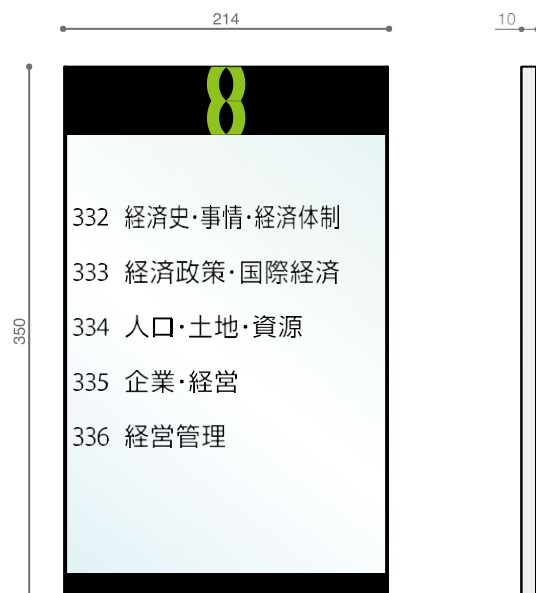 214
10
350
8
332 経済史・事情・経済体制
333 経済政策・国際経済
334 人口・土地・資源
335 企業・経営
336 経営管理